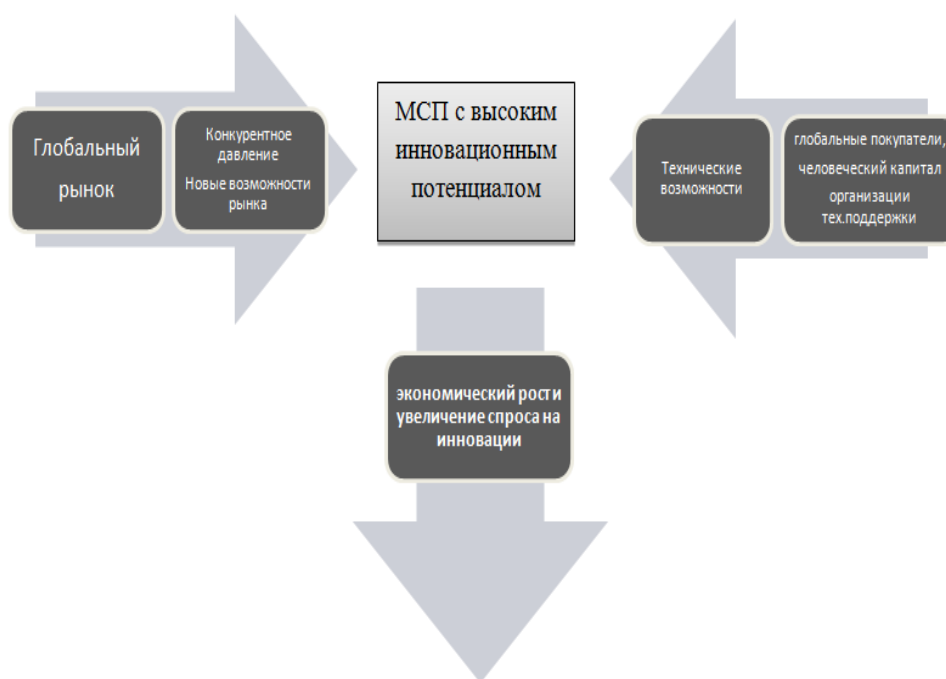 Глобальный
рынок
Конкурентное
давление
Новые возможности
рынка
МСП с высоким
инновационным
потенциалом
Технические
возможности
глобальные покупатели,
человеческий капитал
организации
тех.поддержки
экономический рост и
увеличение спроса на
инновации